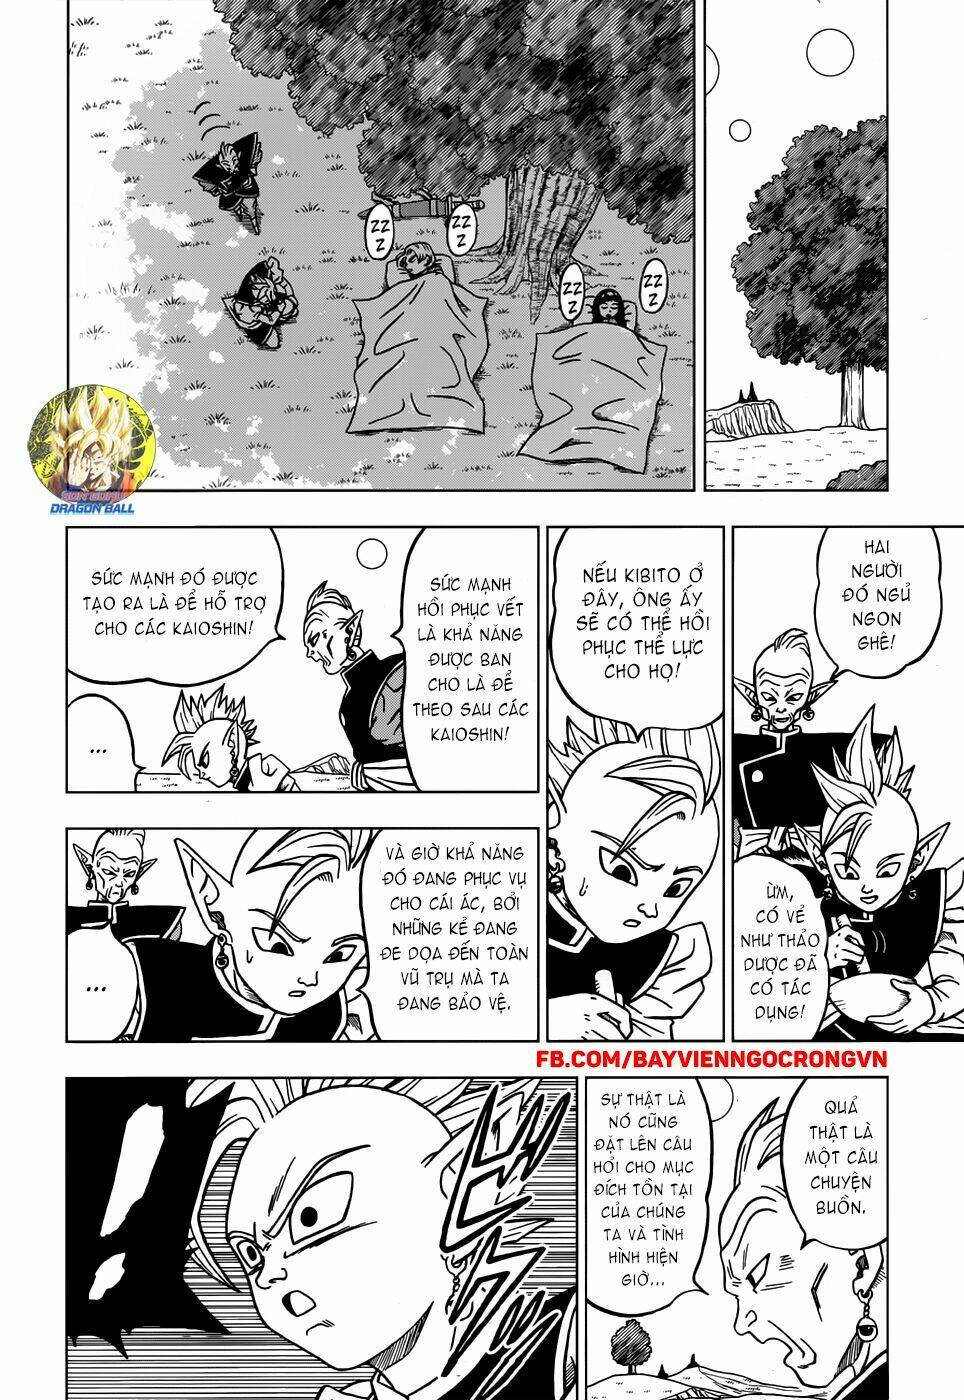 ZZ
Z
ZZ
Z
ZZ
Z
ZZ
Z
SON GOKU
DRAGON BALL
HAI
NGƯỜI
ĐÓ NGỦ
NGON
GHÊ!
ỪM,
CÓ VẺ
NHƯ THẢO
DƯỢC ĐÃ
CÓ TÁC
DỤNG!
NẾU KIBITO Ở
ĐÂY, ÔNG ẤY
SẼ CÓ THỂ HỒI
PHỤC THỂ LỰC
CHO HỌ!
SỨC MẠNH
HỒI PHỤC VẾT
LÀ KHẢ NĂNG
ĐƯỢC BAN
CHO LÀ ĐỂ
THEO SAU CÁC
KAIOSHIN!
SỨC MẠNH ĐÓ ĐƯỢC
TẠO RA LÀ ĐỂ HỖ TRỢ
CHO CÁC KAIOSHIN!
...
VÀ GIỜ KHẢ NĂNG
ĐÓ ĐANG PHỤC VỤ
CHO CÁI ÁC, BỞI
NHỮNG KẺ ĐANG
ĐE DỌA ĐẾN TOÀN
VŨ TRỤ MÀ TA
ĐANG BẢO VỆ.
...
FB.COM/BAYVIENNGOCRONGVN
QUẢ
THẬT LÀ
MỘT CÂU
CHUYỆN
BUỒN.
SỰ THẬT LÀ
NÓ CŨNG
ĐẶT LÊN CÂU
HỎI CHO MỤC
ĐÍCH TỒN TẠI
CỦA CHÚNG
TA VÀ TÌNH
HÌNH HIỆN
GIỜ...